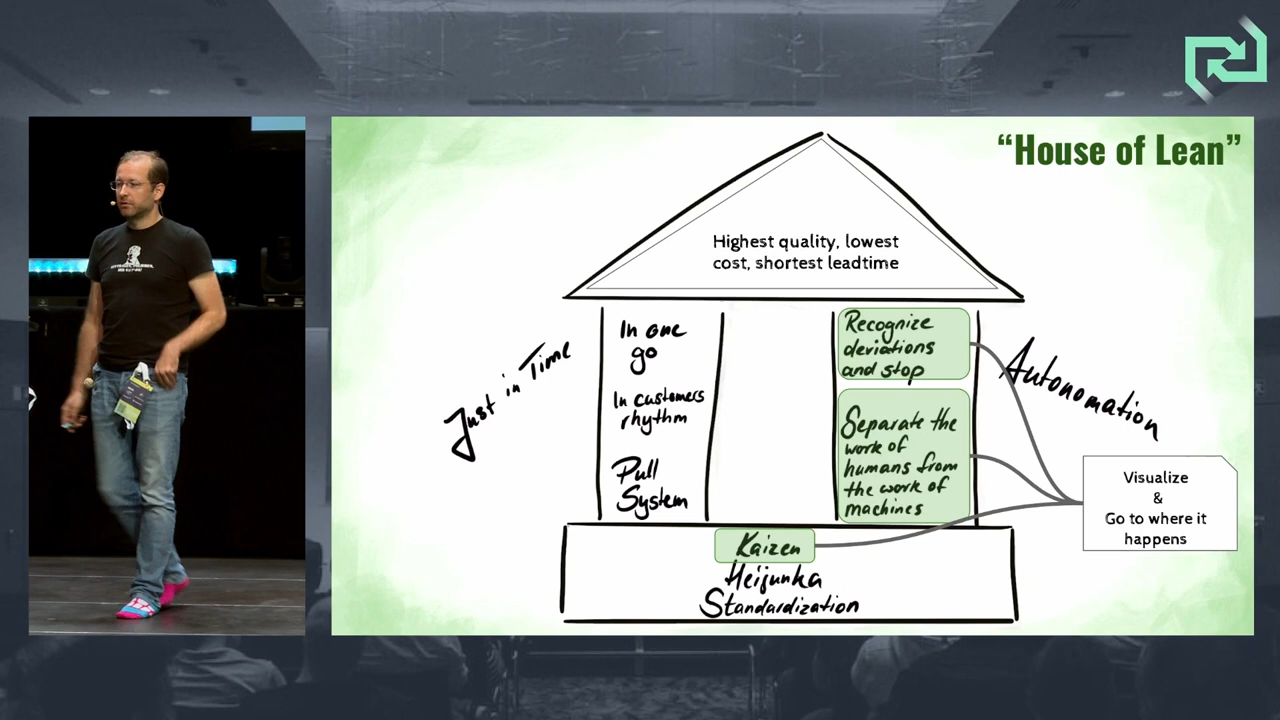 “House of Lean”
Highest quality, lowest
cost, shortest leadtime
Just in Time
In one
go
In customers
rhythm
Pull
System
Recognize
deviations
and stop
Separate the
work of
humans from
the work of
machines
Autonomation
Visualize
&
Go to where it
happens
Kaizen
Heijunka
Standardization